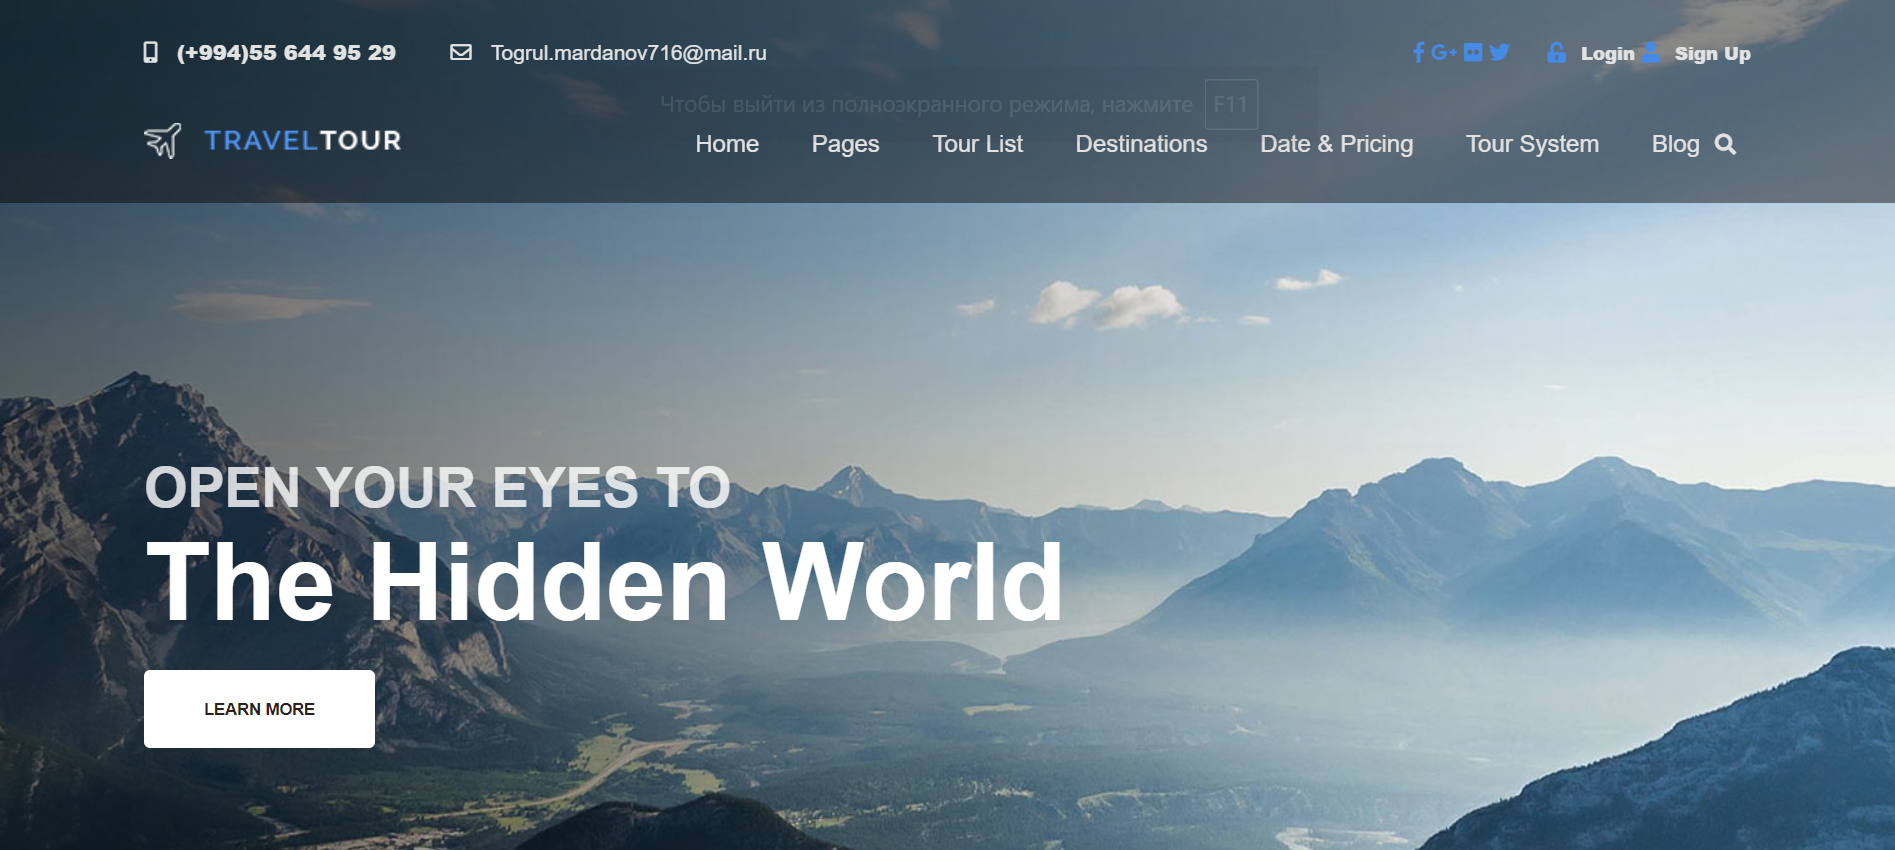 (+994)55 644 95 29 Togrul.mardanov716@mail.ru Login Sign Up
Чтобы выйти из полноэкранного режима, нажмите F11
TRAVELTOUR Home Pages Tour List Destinations Date & Pricing Tour System Blog
OPEN YOUR EYES TO
The Hidden World
LEARN MORE